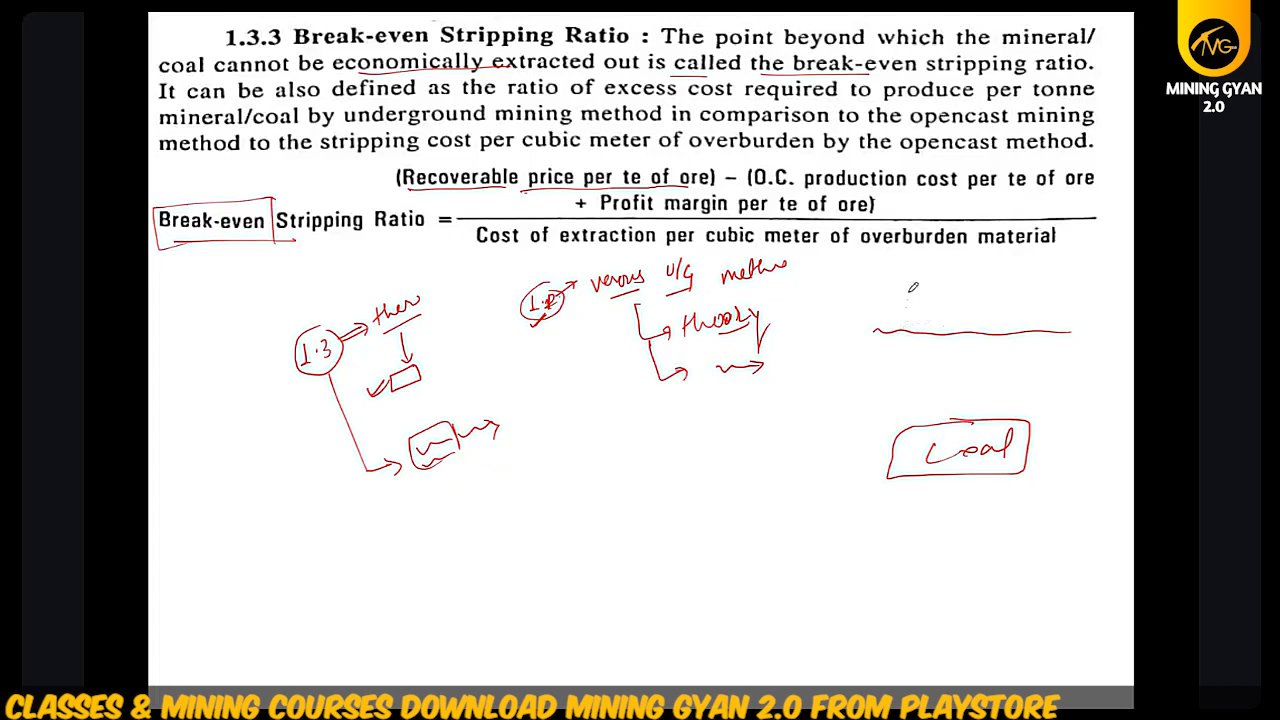 1.3.3 Break-even Stripping Ratio : The point beyond which the mineral/
coal cannot be economically extracted out is called the break-even stripping ratio.
It can be also defined as the ratio of excess cost required to produce per tonne
mineral/coal by underground mining method in comparison to the opencast mining
method to the stripping cost per cubic meter of overburden by the opencast method.
(Recoverable price per te of ore) – (O.C. production cost per te of ore
+ Profit margin per te of ore)
Break-even Stripping Ratio =
Cost of extraction per cubic meter of overburden material
TMG
MINING GYAN
2.0
U/G
theory
1.3
Coal
CLASSES & MINING COURSES DOWNLOAD MINING GYAN 2.0 FROM PLAYSTORE